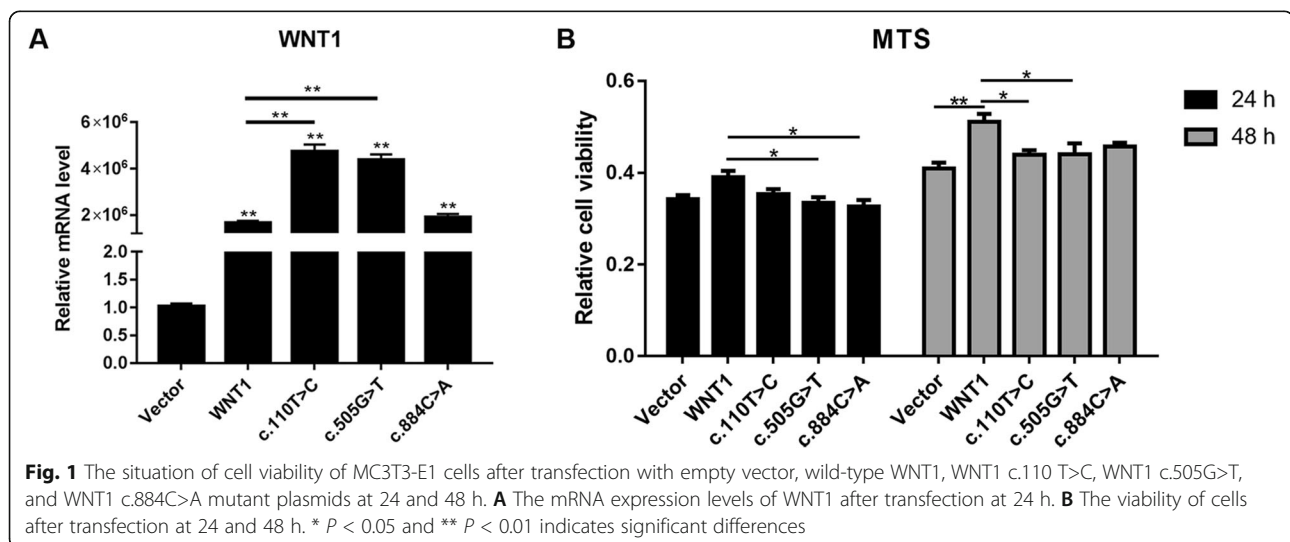 A
WNT1
Relative mRNA level
6×10⁶
4×10⁶
2×10⁶
2.0
1.5
1.0
0.5
0.0
**
**
**
**
**
**
Vector
WNT1
c.110T>C
c.505G>T
c.884C>A
B
MTS
Relative cell viability
0.6
0.4
0.2
0.0
*
*
*
**
*
24 h
48 h
Vector
WNT1
c.110T>C
c.505G>T
c.884C>A
Vector
WNT1
c.110T>C
c.505G>T
c.884C>A
Fig. 1 The situation of cell viability of MC3T3-E1 cells after transfection with empty vector, wild-type WNT1, WNT1 c.110 T>C, WNT1 c.505G>T,
and WNT1 c.884C>A mutant plasmids at 24 and 48 h. A The mRNA expression levels of WNT1 after transfection at 24 h. B The viability of cells
after transfection at 24 and 48 h. * P < 0.05 and ** P < 0.01 indicates significant differences